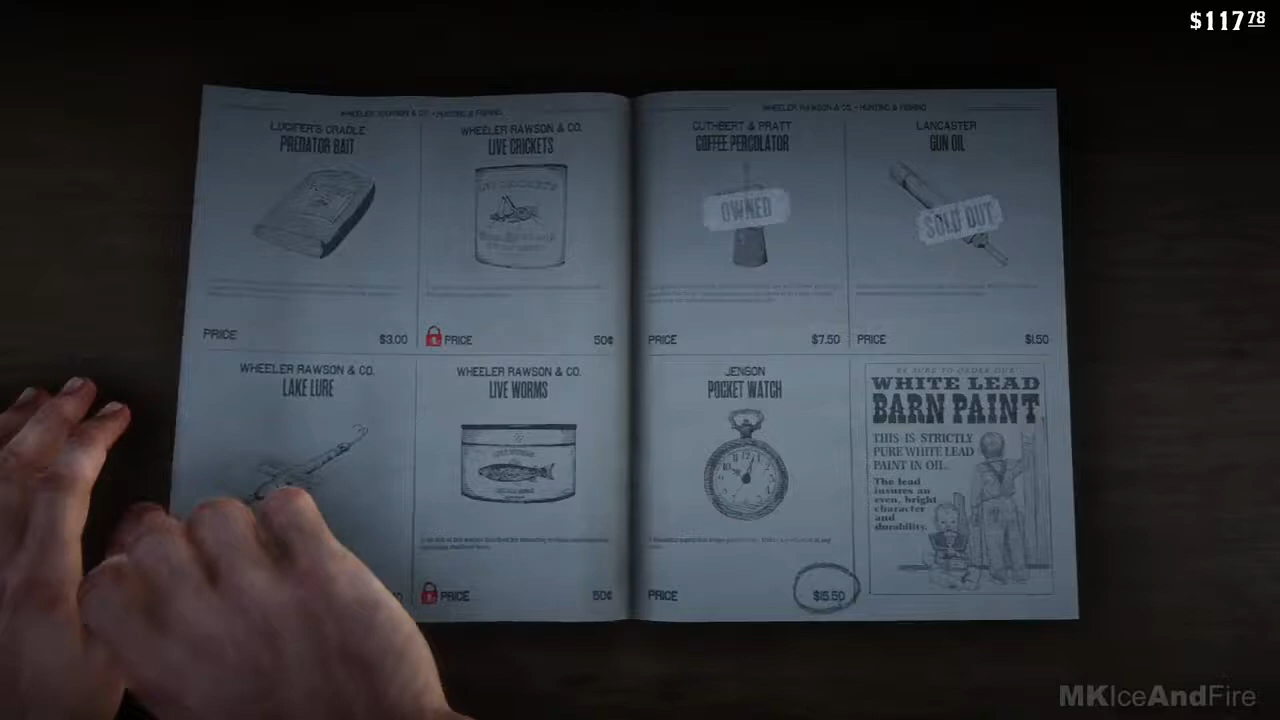 $117 78
WHEELER RAWSON & CO. • HUNTING & FISHING
LUCIFER'S CRADLE
PREDATOR BAIT
PRICE $3.00
WHEELER RAWSON & CO.
LIVE CRICKETS
LIVE CRICKETS
PRICE 50¢
WHEELER RAWSON & CO.
LAKE LURE
WHEELER RAWSON & CO.
LIVE WORMS
PRICE 50¢
WHEELER RAWSON & CO. • HUNTING & FISHING
CUTHBERT & PRATT
COFFEE PERCOLATOR
OWNED
PRICE $7.50
LANCASTER
GUN OIL
SOLD OUT
PRICE $1.50
JENSON
POCKET WATCH
PRICE $15.50
BE SURE TO ORDER OUR
WHITE LEAD
BARN PAINT
THIS IS STRICTLY
PURE WHITE LEAD
PAINT IN OIL.
The lead
insures an
even, bright
character
and
durability.
MKIceAndFire